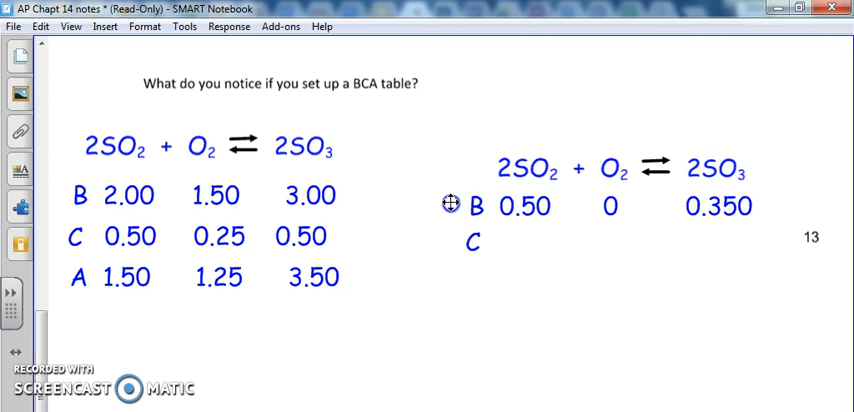 AP Chapt 14 notes * (Read-Only) - SMART Notebook
File Edit View Insert Format Tools Response Add-ons Help
What do you notice if you set up a BCA table?
2SO₂ + O₂ ⇄ 2SO₃
B 2.00 1.50 3.00
C 0.50 0.25 0.50
A 1.50 1.25 3.50
2SO₂ + O₂ ⇄ 2SO₃
B 0.50 0 0.350
C
13
RECORDED WITH
SCREENCAST MATIC